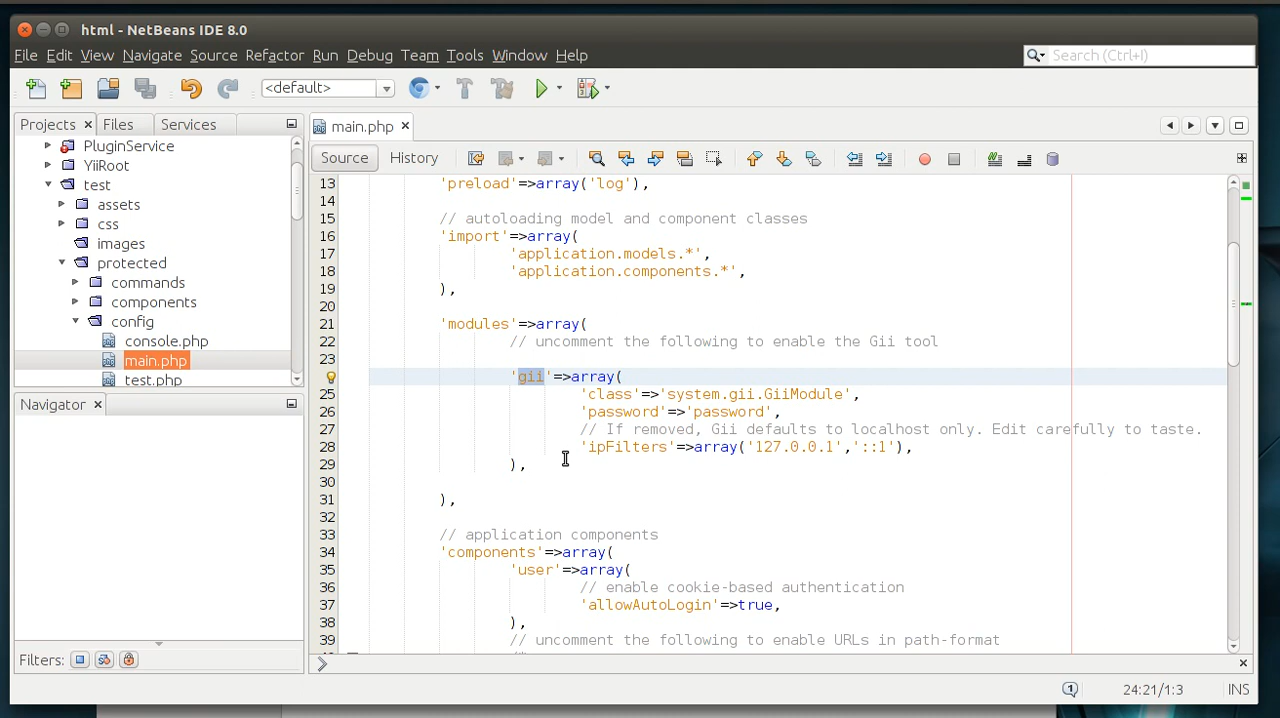 html - NetBeans IDE 8.0
File Edit View Navigate Source Refactor Run Debug Team Tools Window Help
Search (Ctrl+I)
<default>
Projects Files Services
PluginService
YiiRoot
test
assets
css
images
protected
commands
components
config
console.php
main.php
test.php
Navigator
Filters:
main.php
Source History
13 'preload'=>array('log'),
14
15 // autoloading model and component classes
16 'import'=>array(
17 'application.models.*',
18 'application.components.*',
19 ),
20
21 'modules'=>array(
22 // uncomment the following to enable the Gii tool
23
'gii'=>array(
25 'class'=>'system.gii.GiiModule',
26 'password'=>'password',
27 // If removed, Gii defaults to localhost only. Edit carefully to taste.
28 'ipFilters'=>array('127.0.0.1','::1'),
29 ),
30
31 ),
32
33 // application components
34 'components'=>array(
35 'user'=>array(
36 // enable cookie-based authentication
37 'allowAutoLogin'=>true,
38 ),
39 // uncomment the following to enable URLs in path-format
1 24:21/1:3 INS